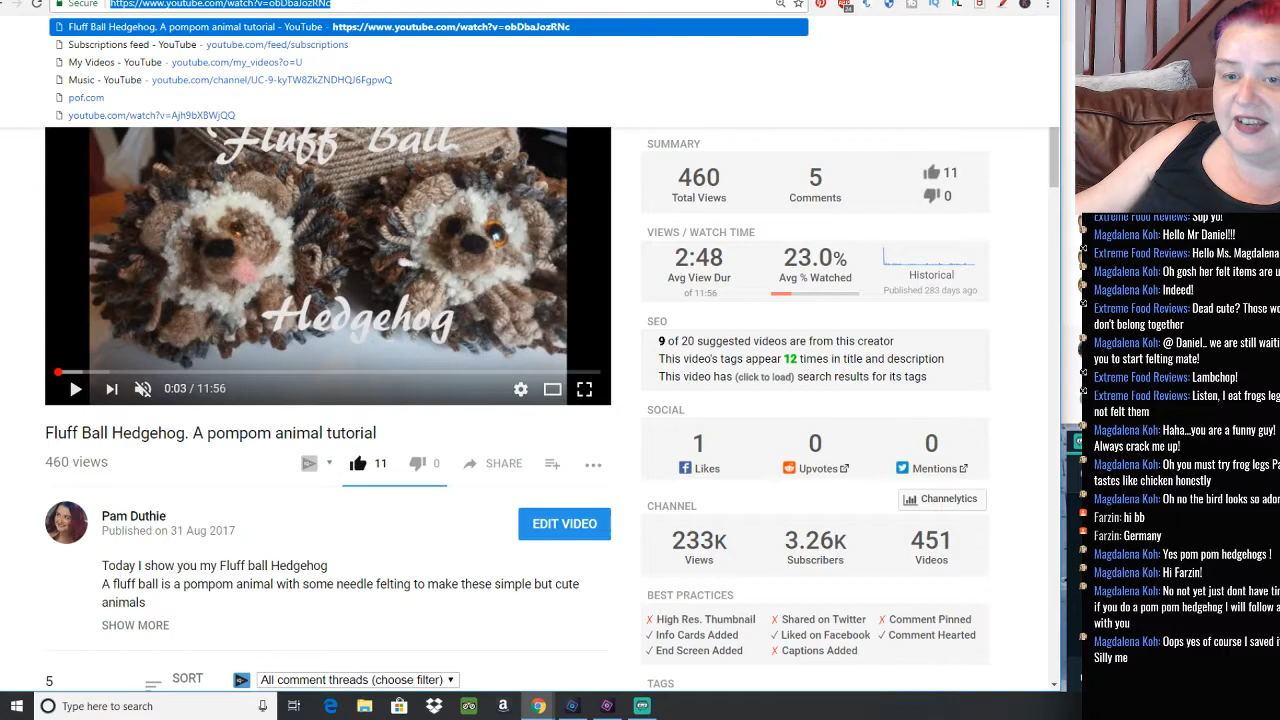 Secure https://www.youtube.com/watch?v=obDbaJozRNc
Fluff Ball Hedgehog. A pompom animal tutorial - YouTube - https://www.youtube.com/watch?v=obDbaJozRNc
Subscriptions feed - YouTube - youtube.com/feed/subscriptions
My Videos - YouTube - youtube.com/my_videos?o=U
Music - YouTube - youtube.com/channel/UC-9-kyTW8ZkZNDHQJ6FgpwQ
pof.com
youtube.com/watch?v=Ajh9bXBWjQQ
Fluff Ball
Hedgehog
0:03 / 11:56
Fluff Ball Hedgehog. A pompom animal tutorial
460 views
11
0
SHARE
Pam Duthie
Published on 31 Aug 2017
EDIT VIDEO
Today I show you my Fluff ball Hedgehog
A fluff ball is a pompom animal with some needle felting to make these simple but cute
animals
SHOW MORE
5
SORT
All comment threads (choose filter)
SUMMARY
460
Total Views
5
Comments
11
0
VIEWS / WATCH TIME
2:48
Avg View Dur
of 11:56
23.0%
Avg % Watched
Historical
Published 283 days ago
SEO
9 of 20 suggested videos are from this creator
This video's tags appear 12 times in title and description
This video has (click to load) search results for its tags
SOCIAL
1
Likes
0
Upvotes
0
Mentions
CHANNEL
Channelytics
233K
Views
3.26K
Subscribers
451
Videos
BEST PRACTICES
✗ High Res. Thumbnail ✗ Shared on Twitter ✗ Comment Pinned
✓ Info Cards Added ✓ Liked on Facebook ✓ Comment Hearted
✓ End Screen Added ✗ Captions Added
TAGS
Extreme Food Reviews: Sup yo!
Magdalena Koh: Hello Mr Daniel!!!
Extreme Food Reviews: Hello Ms. Magdalena
Magdalena Koh: Oh gosh her felt items are
Magdalena Koh: Indeed!
Extreme Food Reviews: Dead cute? Those
don't belong together
Magdalena Koh: @ Daniel.. we are still
you to start felting mate!
Extreme Food Reviews: Lambchop!
Extreme Food Reviews: Listen, I eat frogs
not felted them
Magdalena Koh: Haha...you are a funny guy!
Always crack me up!
Magdalena Koh: Oh you must try frog legs
tastes like chicken honestly
Magdalena Koh: Oh no the bird looks so
Farzin: hi bb
Farzin: Germany
Magdalena Koh: Yes pom pom hedgehogs !
Magdalena Koh: Hi Farzin!
Magdalena Koh: No not yet just dont have
if you do a pom pom hedgehog I will follow
with you
Magdalena Koh: Oops yes of course I saved
Silly me
Type here to search